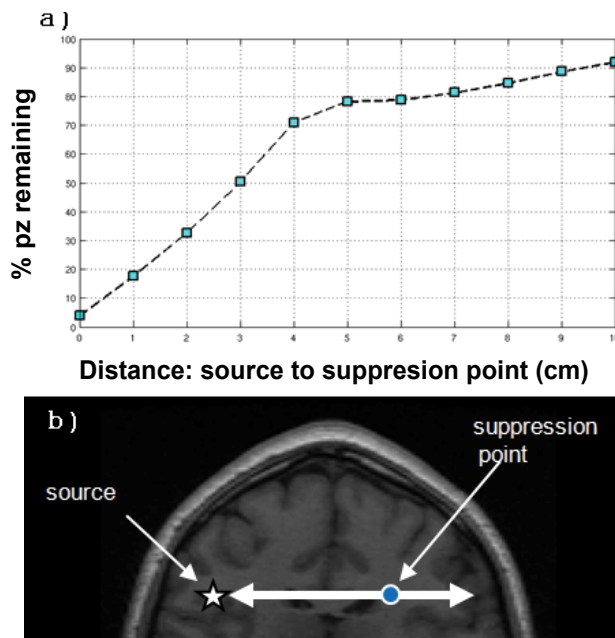 a)
100
90
80
70
60
50
40
30
20
10
0
% pz remaining
0 1 2 3 4 5 6 7 8 9 10
Distance: source to suppresion point (cm)
b)
suppression
point
source